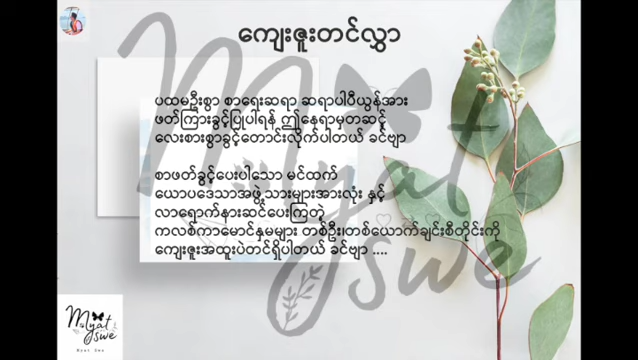 ကျေးဇူးတင်လွှာ
ပထမဦးစွာ စာရေးဆရာ ဆရာပါပီယွန်အား
ဖတ်ကြားခွင့်ပြုပါရန် ဤနေရာမှတဆင့်
လေးစားစွာခွင့်တောင်းလိုက်ပါတယ် ခင်ဗျာ
စာဖတ်ခွင့်ပေးပါသော မင်ထက်
ယောပဒေသာအဖွဲ့သားများအားလုံး နှင့်
လာရောက်နားဆင်ပေးကြတဲ့
ကလစ်ကာမောင်နှမများ တစ်ဦး၊တစ်ယောက်ချင်းစီတိုင်းကို
ကျေးဇူးအထူးပဲတင်ရှိပါတယ် ခင်ဗျာ ....
Myat
swe
Myat
swe
Myat Swe